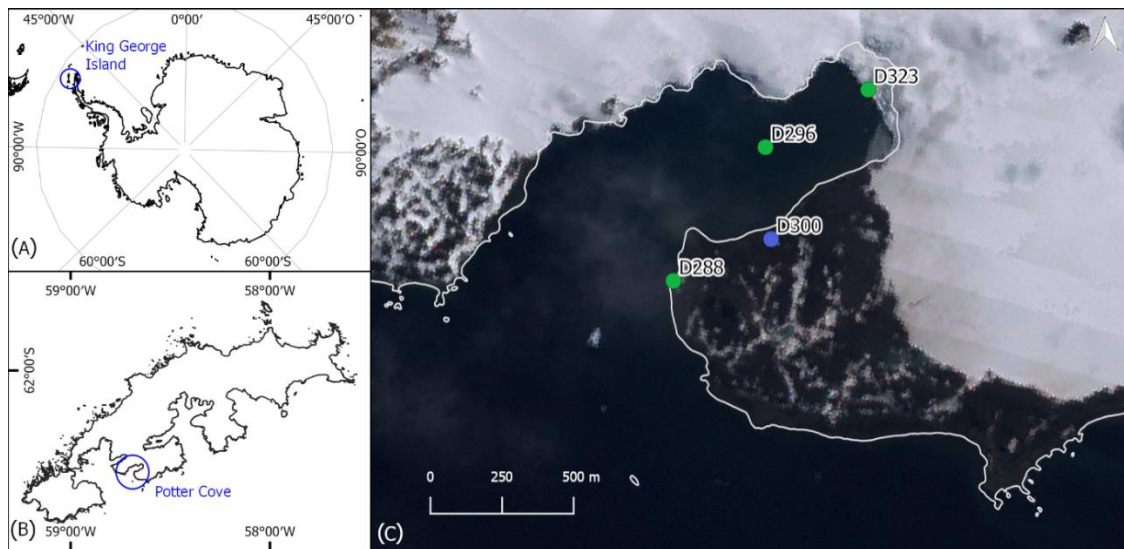 45°00'W
0°00'
45°00'O
King George
Island
90°00'W
90°00'O
(A)
60°00'S
60°00'S
59°00'W
58°00'W
62°00'S
Potter Cove
(B)
59°00'W
58°00'W
D323
D296
D300
D288
0
250
500 m
(C)